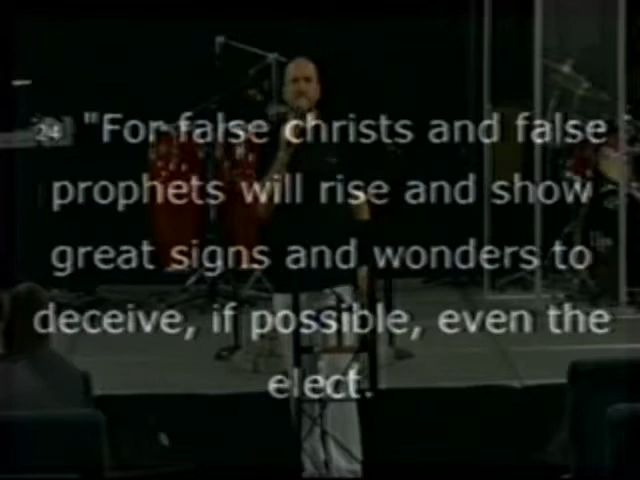 24 "For false christs and false
prophets will rise and show
great signs and wonders to
deceive, if possible, even the
elect.